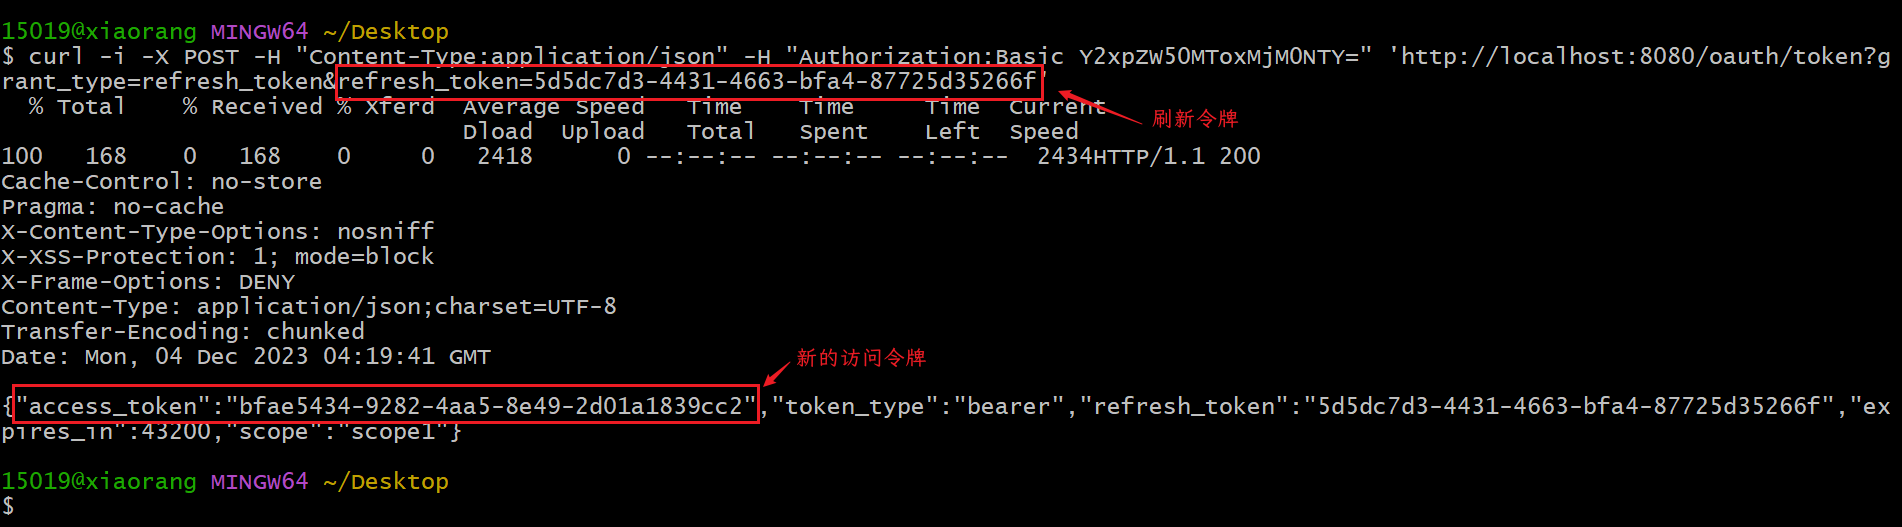 15019@xiaorang MINGW64 ~/Desktop
$ curl -i -X POST -H "Content-Type:application/json" -H "Authorization:Basic Y2xpZW50MToxMjM0NTY=" 'http://localhost:8080/oauth/token?g
rant_type=refresh_token&refresh_token=5d5dc7d3-4431-4663-bfa4-87725d35266f'
% Total % Received % Xferd Average Speed Time Time Time Current
刷新令牌
Dload Upload Total Spent Left Speed
100 168 0 168 0 0 2418 0 --:--:-- --:--:-- --:--:-- 2434HTTP/1.1 200
Cache-Control: no-store
Pragma: no-cache
X-Content-Type-Options: nosniff
X-XSS-Protection: 1; mode=block
X-Frame-Options: DENY
Content-Type: application/json;charset=UTF-8
Transfer-Encoding: chunked
Date: Mon, 04 Dec 2023 04:19:41 GMT
新的访问令牌
{"access_token":"bfae5434-9282-4aa5-8e49-2d01a1839cc2","token_type":"bearer","refresh_token":"5d5dc7d3-4431-4663-bfa4-87725d35266f","ex
pires_in":43200,"scope":"scope1"}
15019@xiaorang MINGW64 ~/Desktop
$